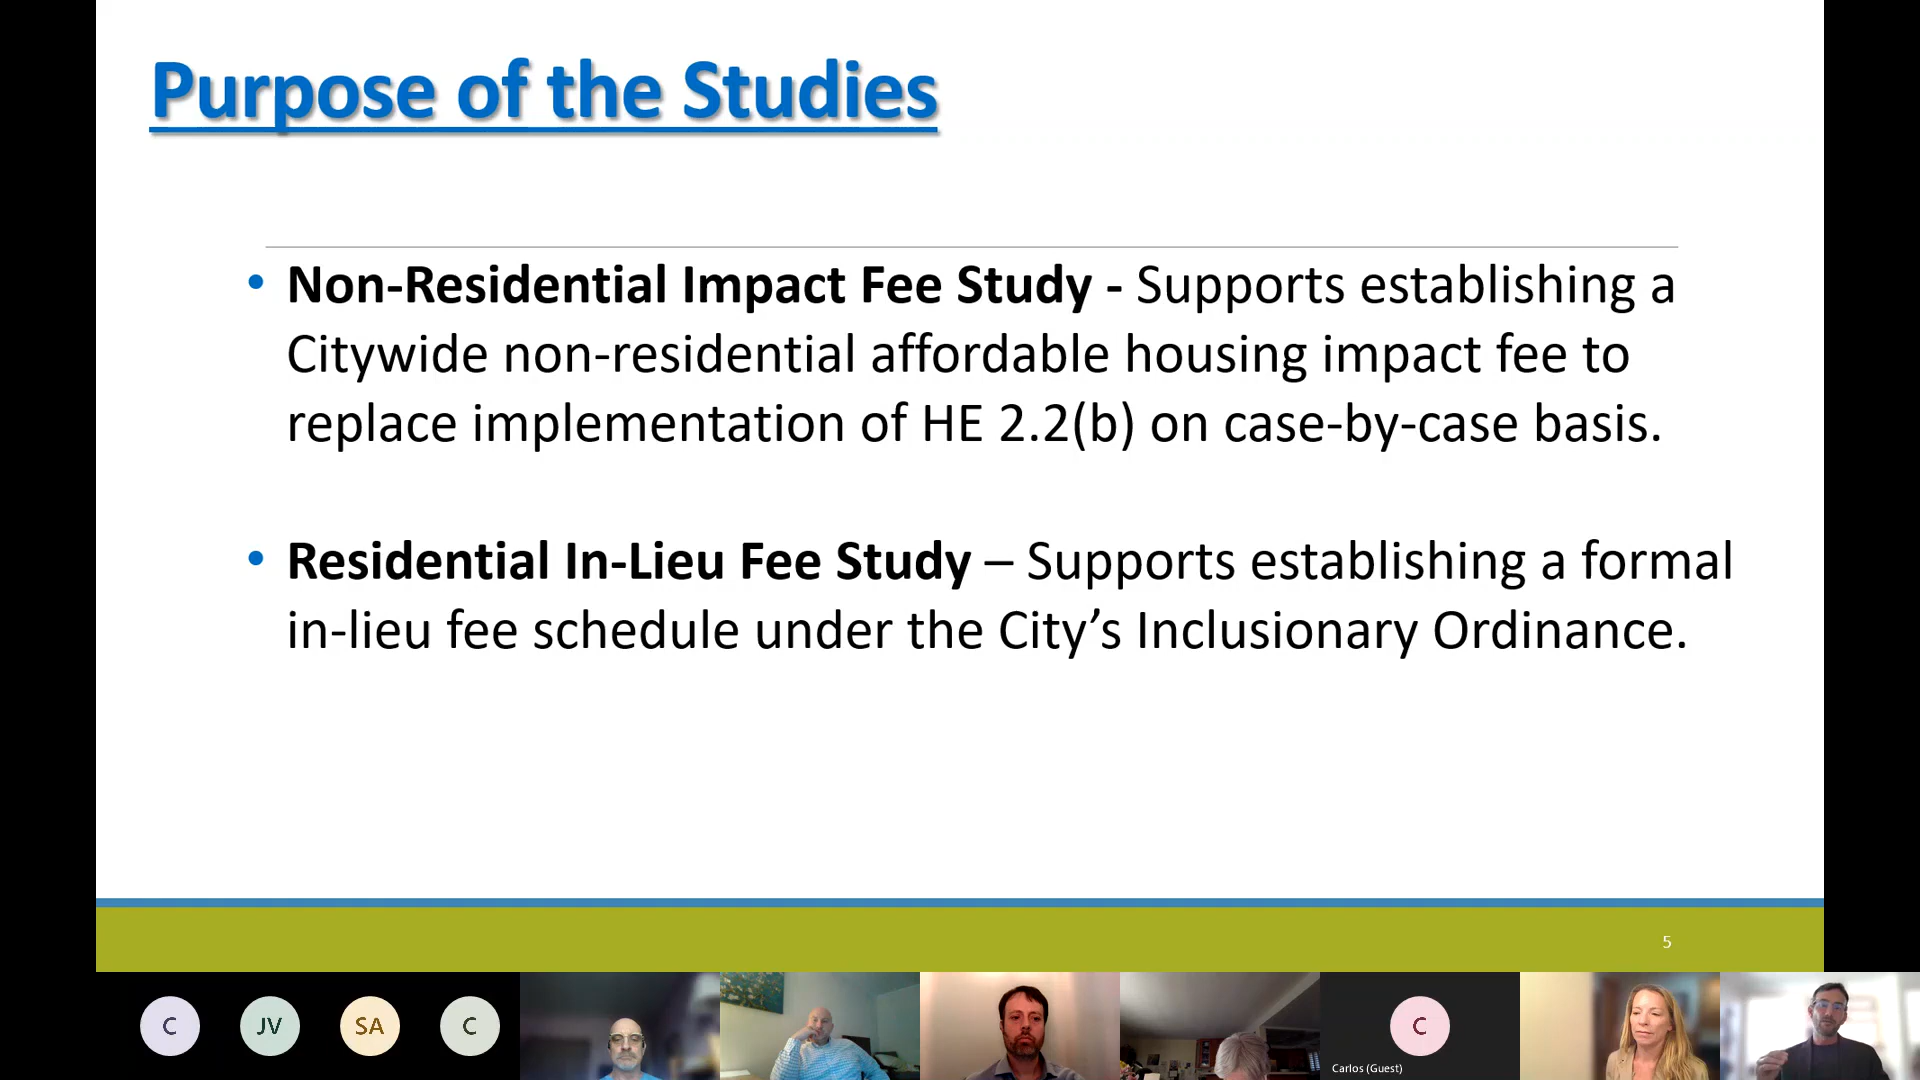 Purpose of the Studies
• Non-Residential Impact Fee Study - Supports establishing a
Citywide non-residential affordable housing impact fee to
replace implementation of HE 2.2(b) on case-by-case basis.
• Residential In-Lieu Fee Study – Supports establishing a formal
in-lieu fee schedule under the City’s Inclusionary Ordinance.
5
C
JV
SA
C
C
Carlos (Guest)